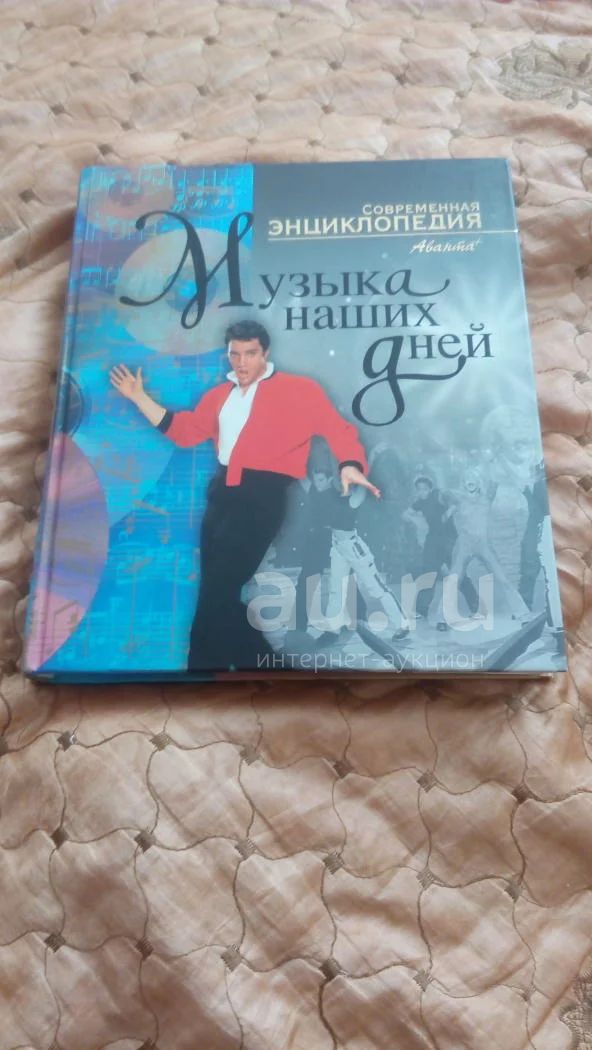 Современная
энциклопедия
Аванта+
Музыка
наших
дней
au.ru
интернет-аукцион